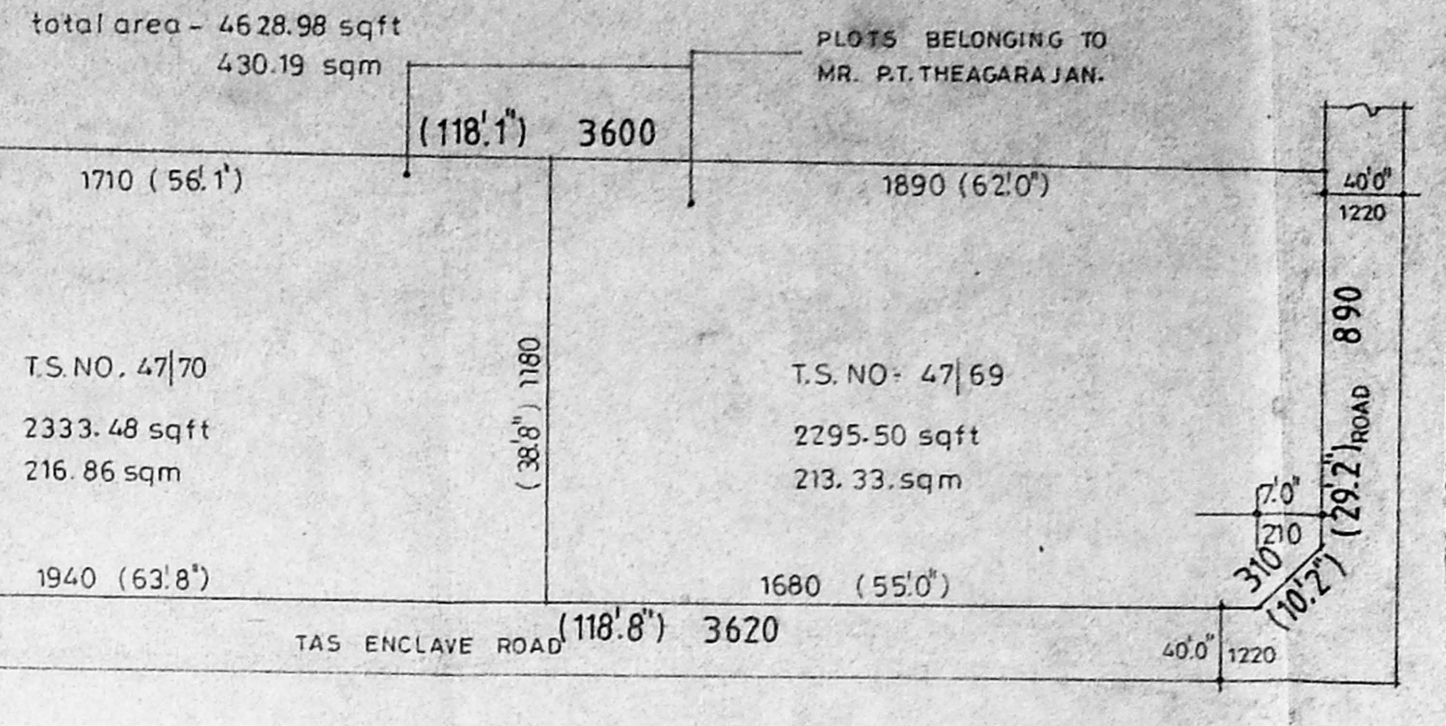 total area - 4628.98 sqft
430.19 sqm
PLOTS BELONGING TO
MR. P.T. THEAGARAJAN.
(118'.1") 3600
1710 (56'.1')
1890 (62'.0")
40'.0"
1220
890
(29'.2")
ROAD
T.S. NO. 47|70
2333.48 sqft
216.86 sqm
(38'.8") 1180
T.S. NO- 47|69
2295.50 sqft
213.33.sqm
7'.0"
210
310
(10'.2")
1940 (63'.8")
1680 (55'.0")
TAS ENCLAVE ROAD
(118'.8") 3620
40'.0"
1220